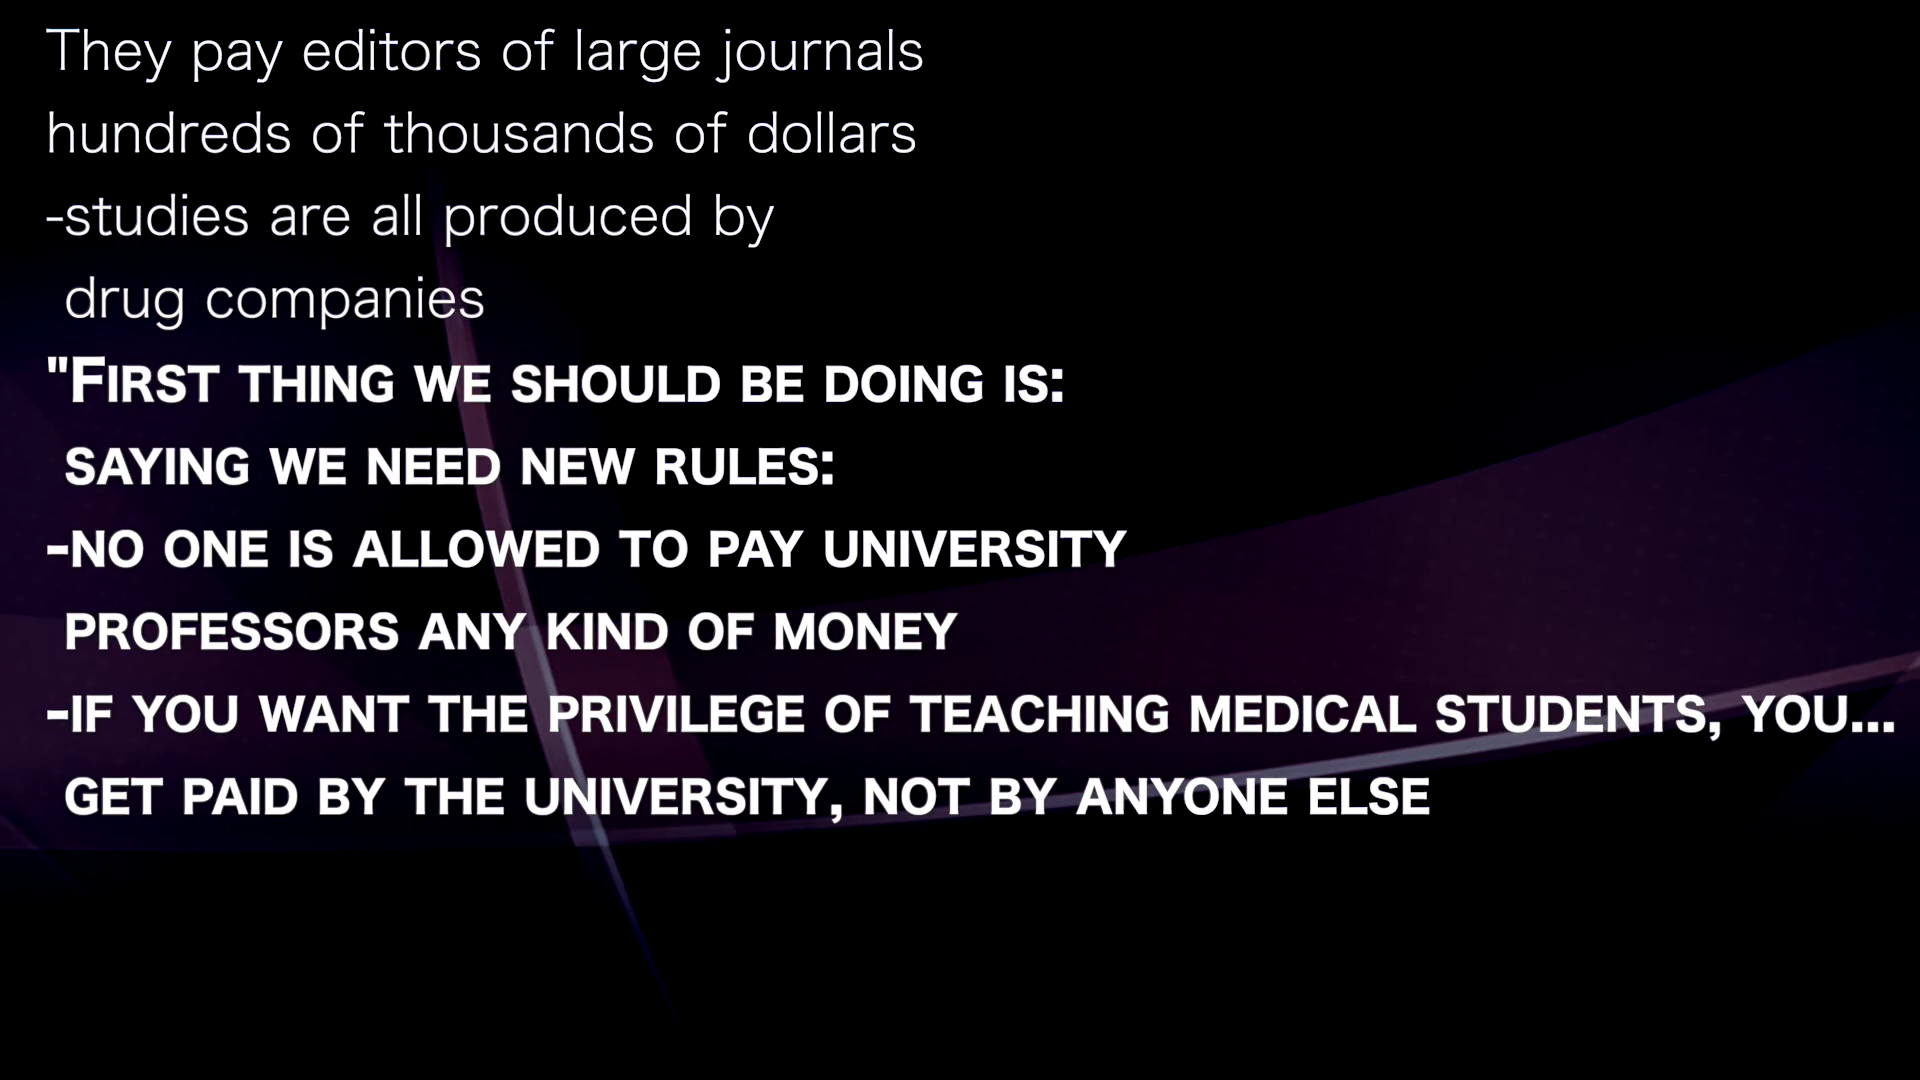 They pay editors of large journals
hundreds of thousands of dollars
-studies are all produced by
drug companies
"First thing we should be doing is:
saying we need new rules:
-no one is allowed to pay university
professors any kind of money
-if you want the privilege of teaching medical students, you...
get paid by the university, not by anyone else